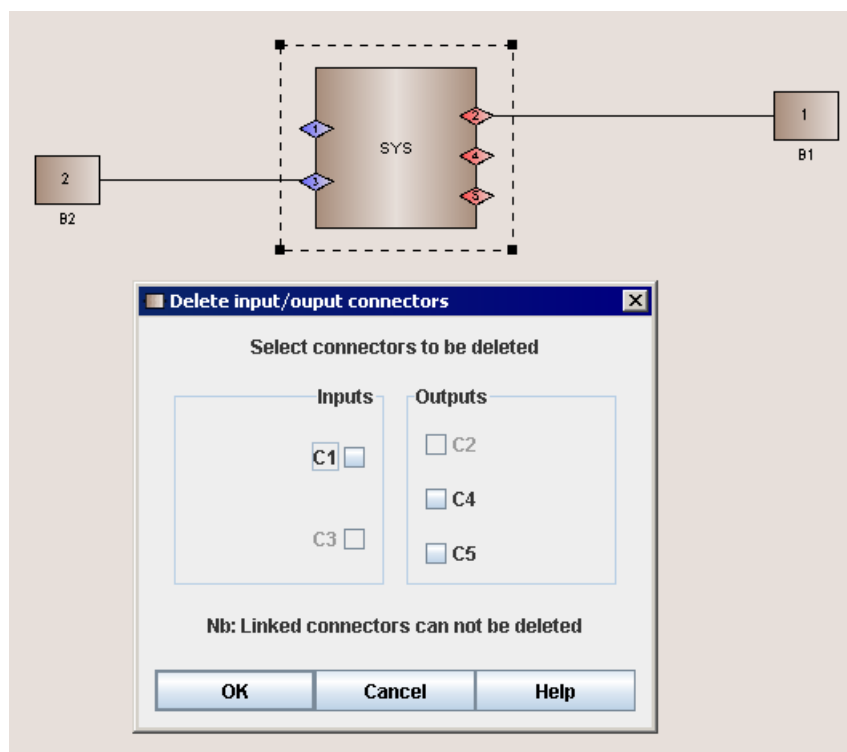 1
B1
2
B2
SYS
1
3
2
4
5
Delete input/ouput connectors
Select connectors to be deleted
Inputs
Outputs
C1
C2
C4
C3
C5
Nb: Linked connectors can not be deleted
OK
Cancel
Help